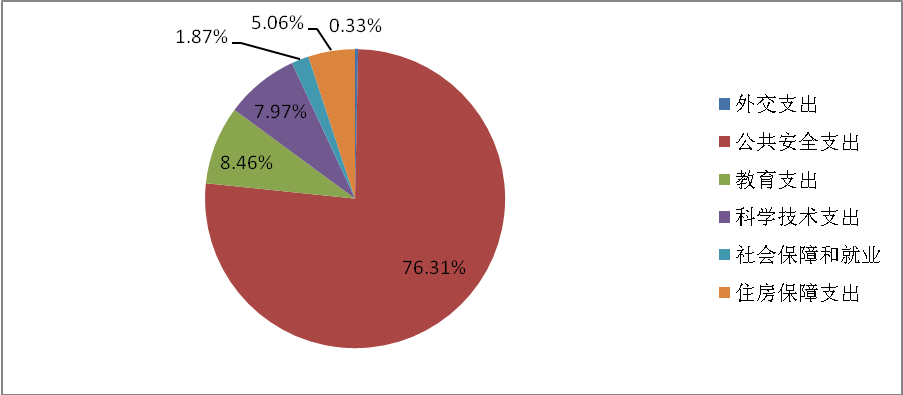 5.06%
0.33%
1.87%
7.97%
8.46%
76.31%
外交支出
公共安全支出
教育支出
科学技术支出
社会保障和就业
住房保障支出